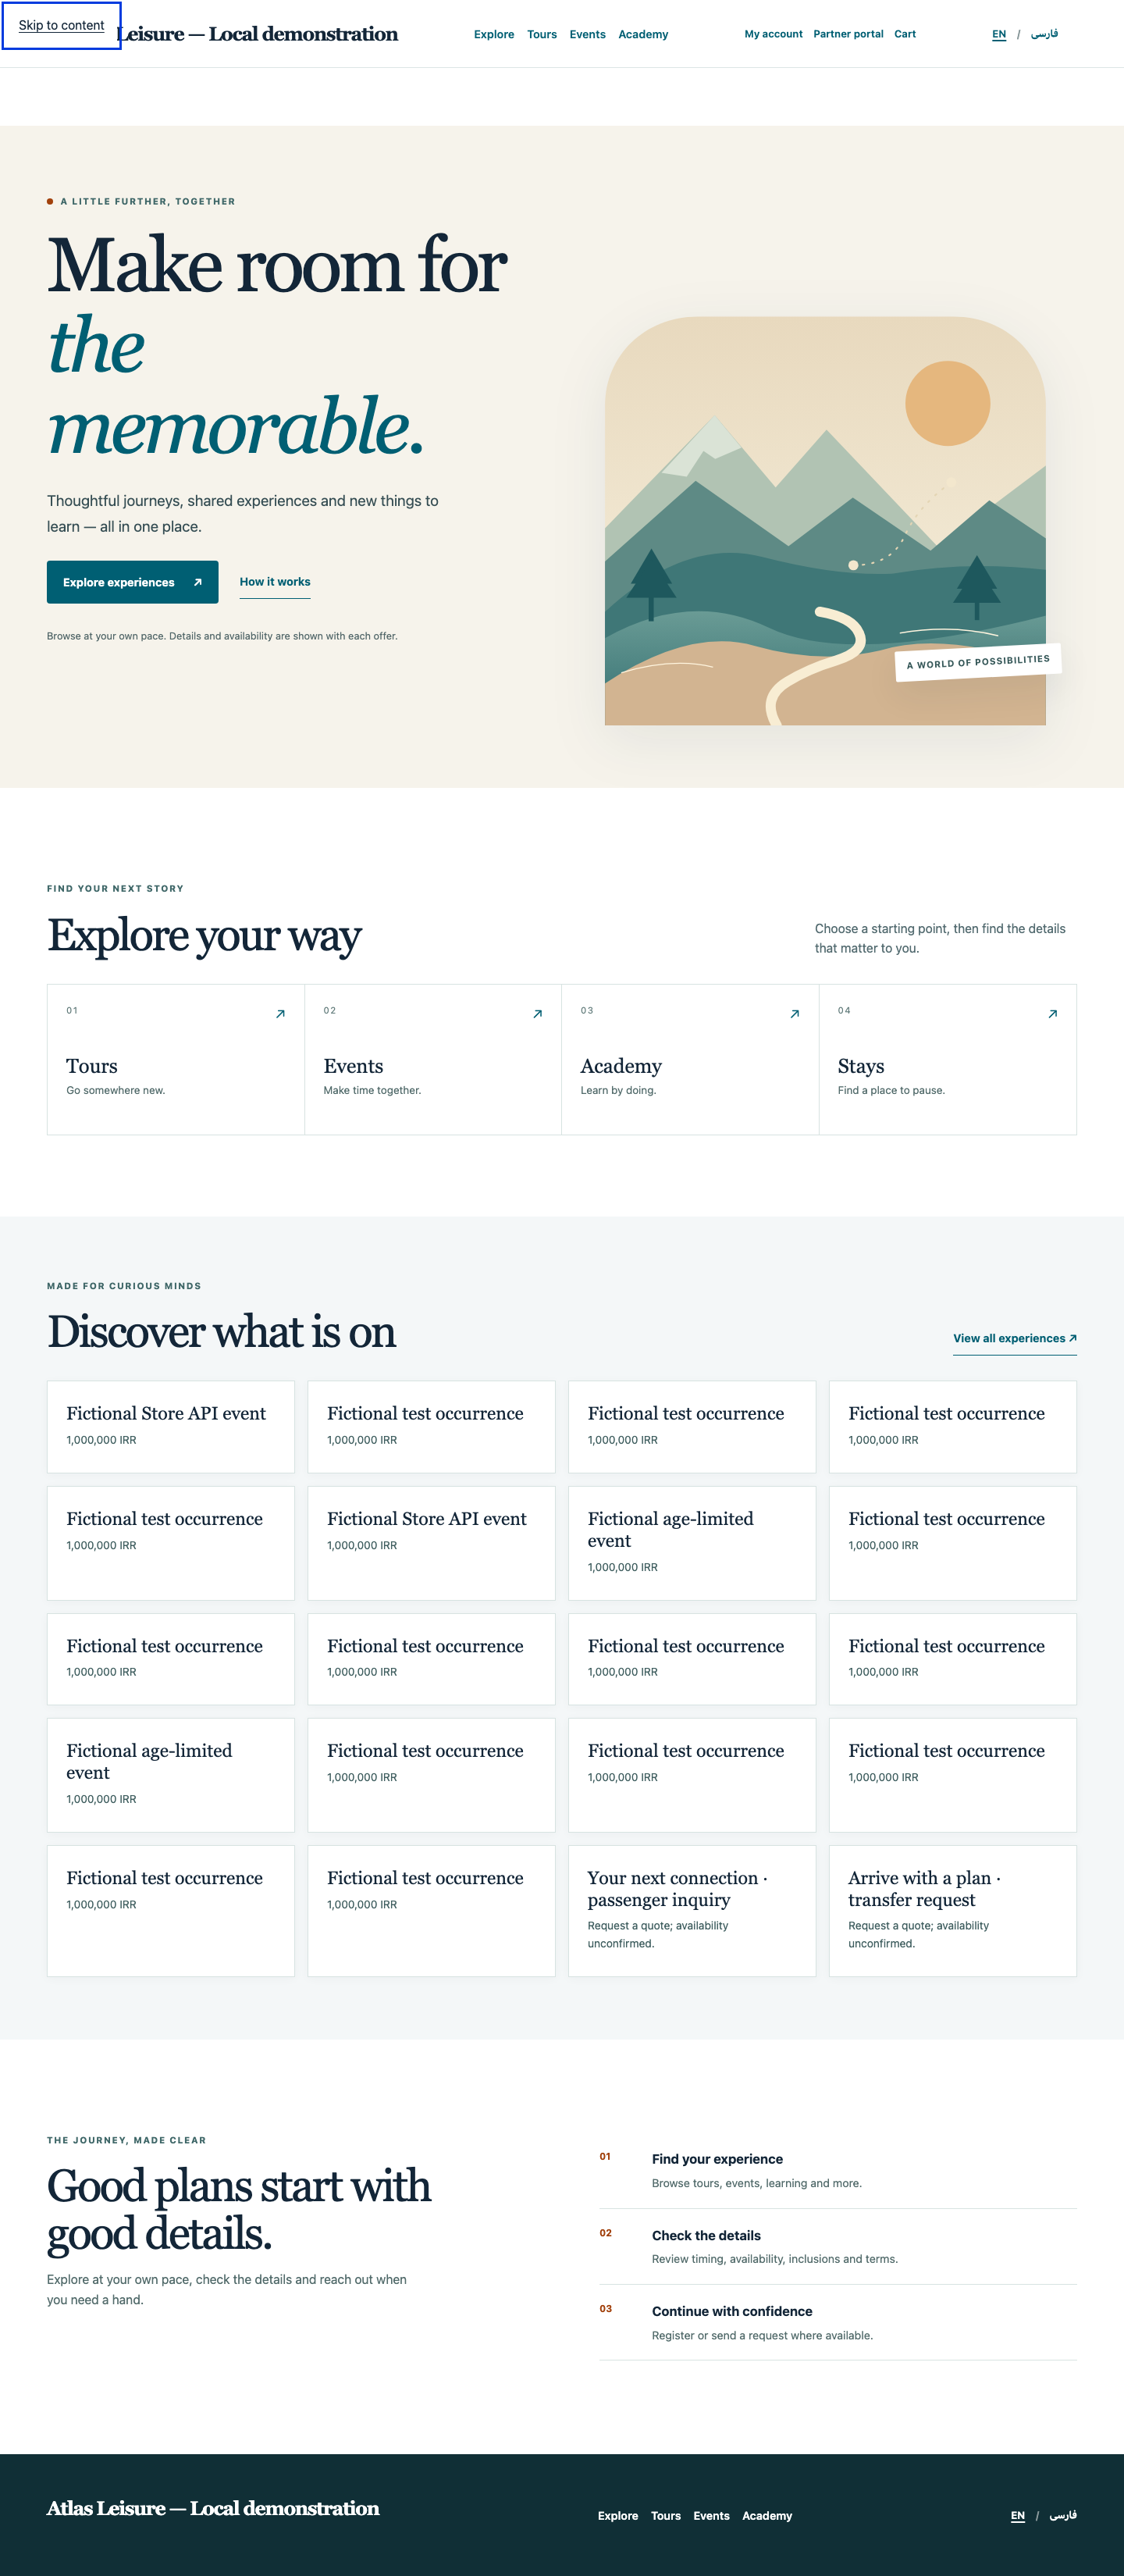 Skip to content
Leisure — Local demonstration
Explore Tours Events Academy
My account Partner portal Cart
EN / فارسی
A LITTLE FURTHER, TOGETHER
Make room for
the
memorable.
Thoughtful journeys, shared experiences and new things to
learn — all in one place.
Explore experiences ↗
How it works
Browse at your own pace. Details and availability are shown with each offer.
A WORLD OF POSSIBILITIES
FIND YOUR NEXT STORY
Explore your way
Choose a starting point, then find the details
that matter to you.
01 ↗
Tours
Go somewhere new.
02 ↗
Events
Make time together.
03 ↗
Academy
Learn by doing.
04 ↗
Stays
Find a place to pause.
MADE FOR CURIOUS MINDS
Discover what is on
View all experiences ↗
Fictional Store API event
1,000,000 IRR
Fictional test occurrence
1,000,000 IRR
Fictional test occurrence
1,000,000 IRR
Fictional test occurrence
1,000,000 IRR
Fictional test occurrence
1,000,000 IRR
Fictional Store API event
1,000,000 IRR
Fictional age-limited
event
1,000,000 IRR
Fictional test occurrence
1,000,000 IRR
Fictional test occurrence
1,000,000 IRR
Fictional test occurrence
1,000,000 IRR
Fictional test occurrence
1,000,000 IRR
Fictional test occurrence
1,000,000 IRR
Fictional age-limited
event
1,000,000 IRR
Fictional test occurrence
1,000,000 IRR
Fictional test occurrence
1,000,000 IRR
Fictional test occurrence
1,000,000 IRR
Fictional test occurrence
1,000,000 IRR
Fictional test occurrence
1,000,000 IRR
Your next connection ·
passenger inquiry
Request a quote; availability
unconfirmed.
Arrive with a plan ·
transfer request
Request a quote; availability
unconfirmed.
THE JOURNEY, MADE CLEAR
Good plans start with
good details.
Explore at your own pace, check the details and reach out when
you need a hand.
01 Find your experience
Browse tours, events, learning and more.
02 Check the details
Review timing, availability, inclusions and terms.
03 Continue with confidence
Register or send a request where available.
Atlas Leisure — Local demonstration
Explore Tours Events Academy
EN / فارسی